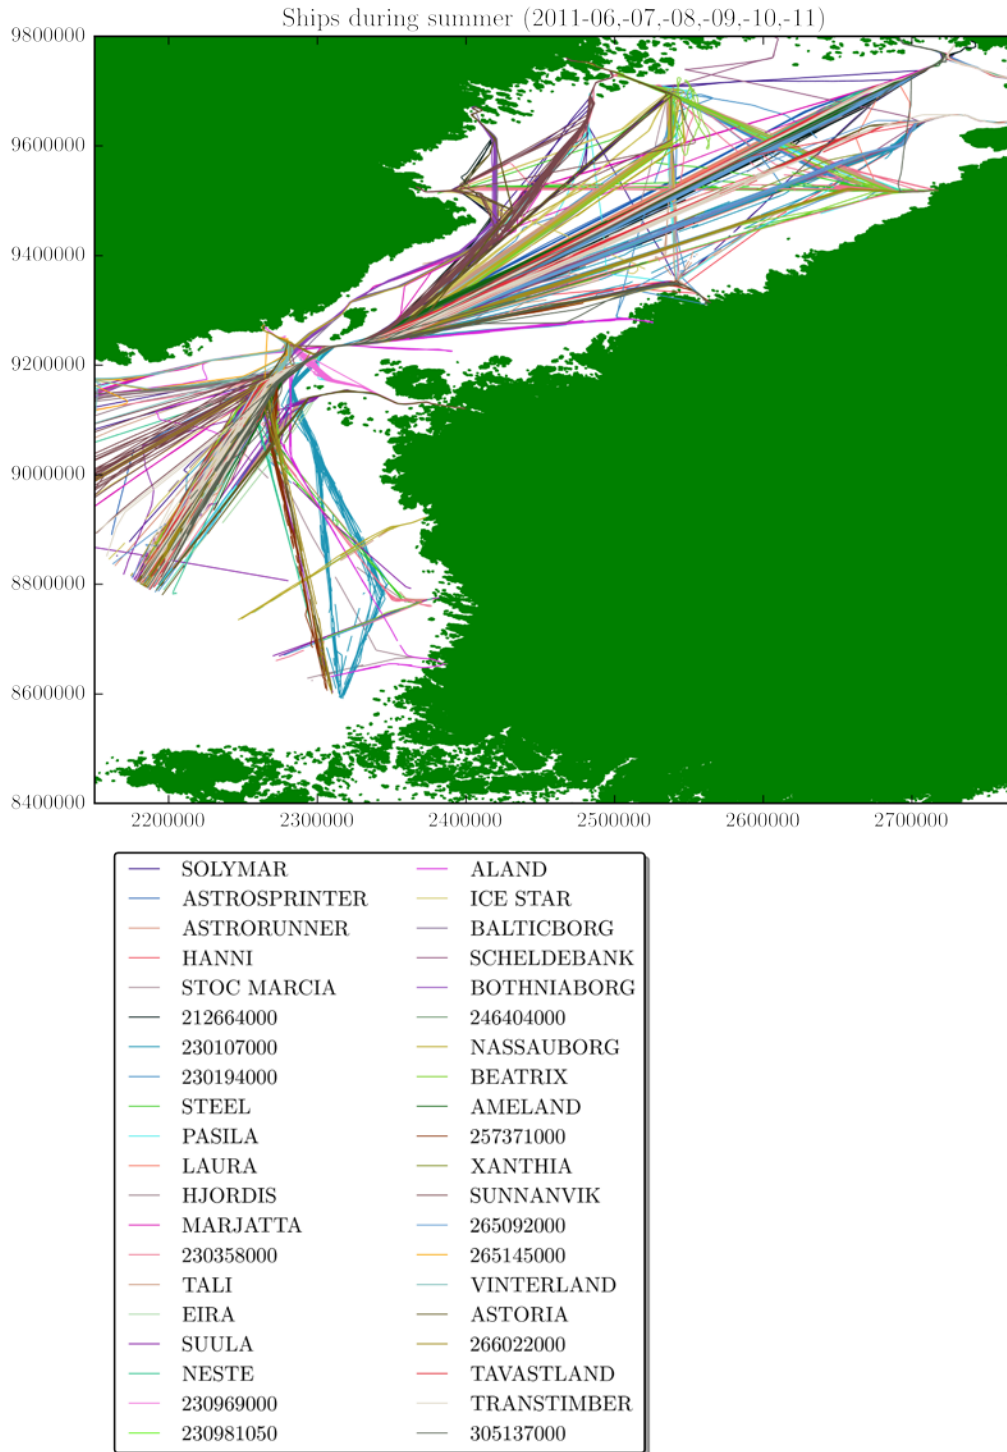 Ships during summer (2011-06,-07,-08,-09,-10,-11)
9800000
9600000
9400000
9200000
9000000
8800000
8600000
8400000
2200000 2300000 2400000 2500000 2600000 2700000
SOLYMAR ALAND
ASTROSPRINTER ICE STAR
ASTRORUNNER BALTICBORG
HANNI SCHELDEBANK
STOC MARCIA BOTHNIABORG
212664000 246404000
230107000 NASSAUBORG
230194000 BEATRIX
STEEL AMELAND
PASILA 257371000
LAURA XANTHIA
HJORDIS SUNNANVIK
MARJATTA 265092000
230358000 265145000
TALI VINTERLAND
EIRA ASTORIA
SUULA 266022000
NESTE TAVASTLAND
230969000 TRANSTIMBER
230981050 305137000